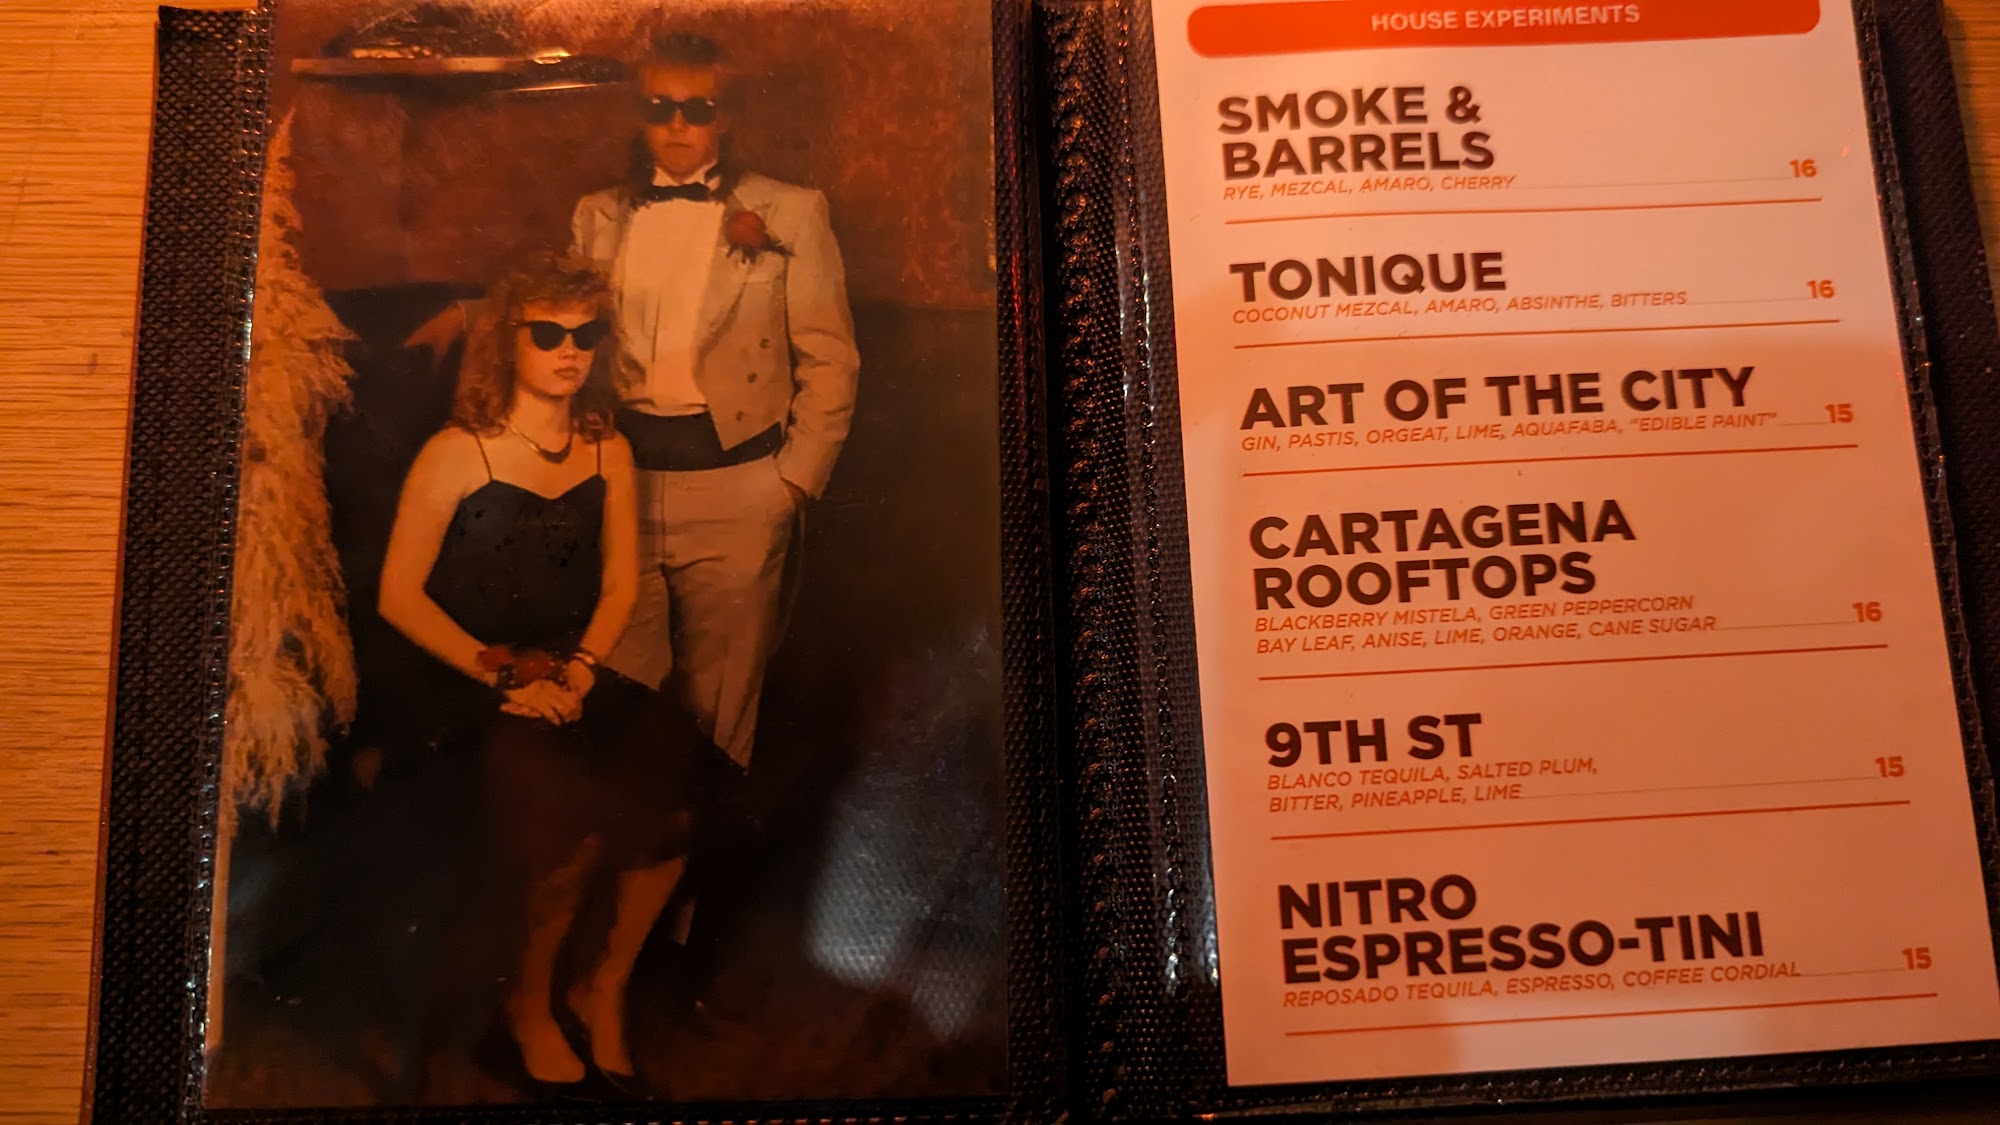 HOUSE EXPERIMENTS
SMOKE &
BARRELS
RYE, MEZCAL, AMARO, CHERRY 16
TONIQUE
COCONUT MEZCAL, AMARO, ABSINTHE, BITTERS 16
ART OF THE CITY
GIN, PASTIS, ORGEAT, LIME, AQUAFABA, "EDIBLE PAINT" 15
CARTAGENA
ROOFTOPS
BLACKBERRY MISTELA, GREEN PEPPERCORN
BAY LEAF, ANISE, LIME, ORANGE, CANE SUGAR 16
9TH ST
BLANCO TEQUILA, SALTED PLUM,
BITTER, PINEAPPLE, LIME 15
NITRO
ESPRESSO-TINI
REPOSADO TEQUILA, ESPRESSO, COFFEE CORDIAL 15